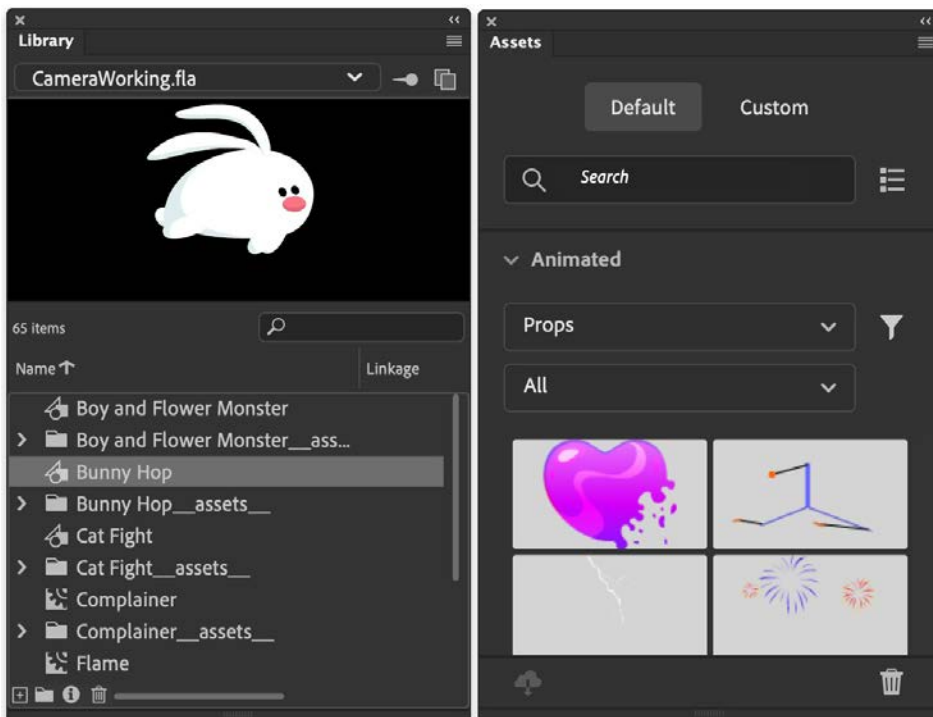 Library
CameraWorking.fla
65 items
Name Linkage
Boy and Flower Monster
Boy and Flower Monster__ass...
Bunny Hop
Bunny Hop__assets__
Cat Fight
Cat Fight__assets__
Complainer
Complainer__assets__
Flame
Assets
Default Custom
Search
Animated
Props
All